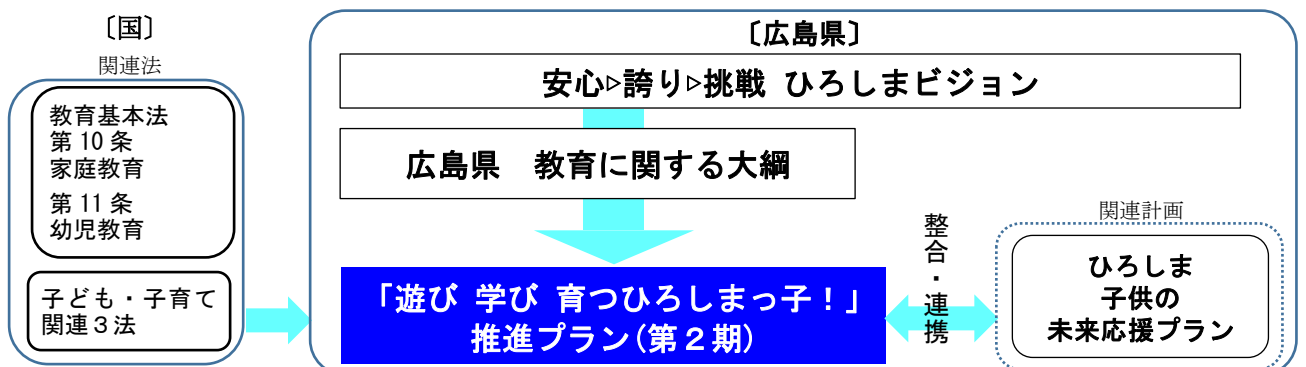 〔国〕
関連法
教育基本法
第 10 条
家庭教育
第 11 条
幼児教育
子ども・子育て
関連３法
〔広島県〕
安心▷誇り▷挑戦 ひろしまビジョン
広島県　教育に関する大綱
「遊び 学び 育つひろしまっ子！」
推進プラン(第２期)
整合・連携
関連計画
ひろしま
子供の
未来応援プラン